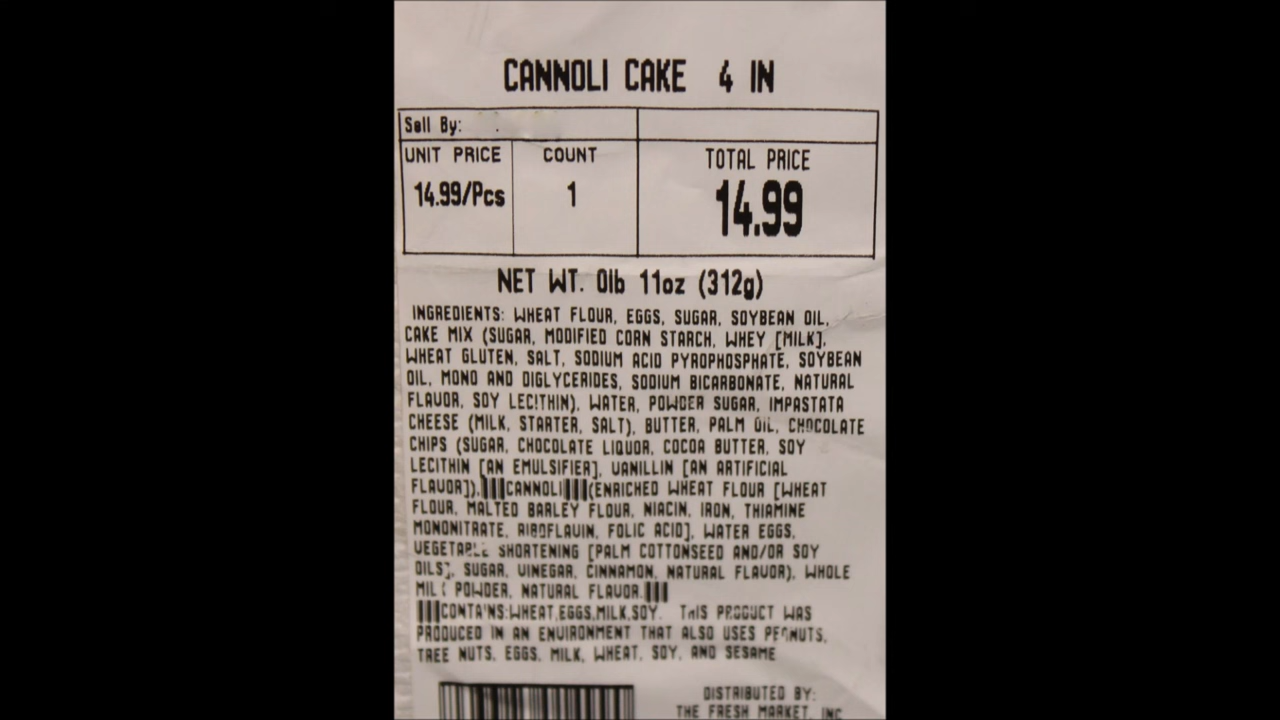 CANNOLI CAKE 4 IN
Sell By:
UNIT PRICE COUNT TOTAL PRICE
14.99/Pcs 1 14.99
NET WT. 0lb 11oz (312g)
INGREDIENTS: WHEAT FLOUR, EGGS, SUGAR, SOYBEAN OIL,
CAKE MIX (SUGAR, MODIFIED CORN STARCH, WHEY [MILK],
WHEAT GLUTEN, SALT, SODIUM ACID PYROPHOSPHATE, SOYBEAN
OIL, MONO AND DIGLYCERIDES, SODIUM BICARBONATE, NATURAL
FLAVOR, SOY LECITHIN), WATER, POWDER SUGAR, IMPASTATA
CHEESE (MILK, STARTER, SALT), BUTTER, PALM OIL, CHOCOLATE
CHIPS (SUGAR, CHOCOLATE LIQUOR, COCOA BUTTER, SOY
LECITHIN [AN EMULSIFIER], VANILLIN [AN ARTIFICIAL
FLAVOR]), CANNOLI (ENRICHED WHEAT FLOUR [WHEAT
FLOUR, MALTED BARLEY FLOUR, NIACIN, IRON, THIAMINE
MONONITRATE, RIBOFLAVIN, FOLIC ACID], WATER EGGS,
VEGETABLE SHORTENING [PALM COTTONSEED AND/OR SOY
OILS], SUGAR, VINEGAR, CINNAMON, NATURAL FLAVOR), WHOLE
MILK POWDER, NATURAL FLAVOR.
CONTAINS:WHEAT,EGGS,MILK,SOY. THIS PRODUCT WAS
PRODUCED IN AN ENVIRONMENT THAT ALSO USES PEANUTS,
TREE NUTS, EGGS, MILK, WHEAT, SOY, AND SESAME
DISTRIBUTED BY:
THE FRESH MARKET, INC